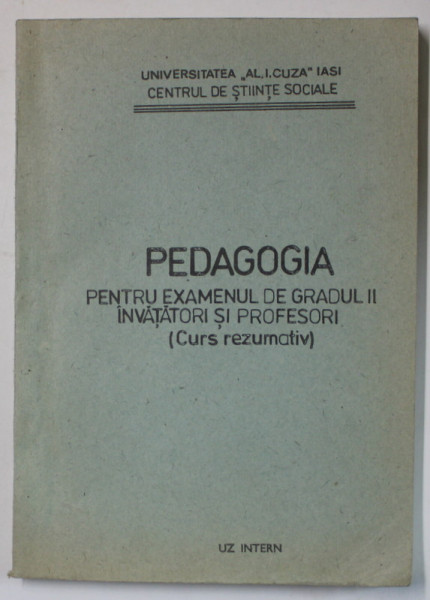 UNIVERSITATEA „AL.I.CUZA" IASI
CENTRUL DE ȘTIINȚE SOCIALE
PEDAGOGIA
PENTRU EXAMENUL DE GRADUL II
ÎNVĂȚĂTORI ȘI PROFESORI
(Curs rezumativ)
UZ INTERN